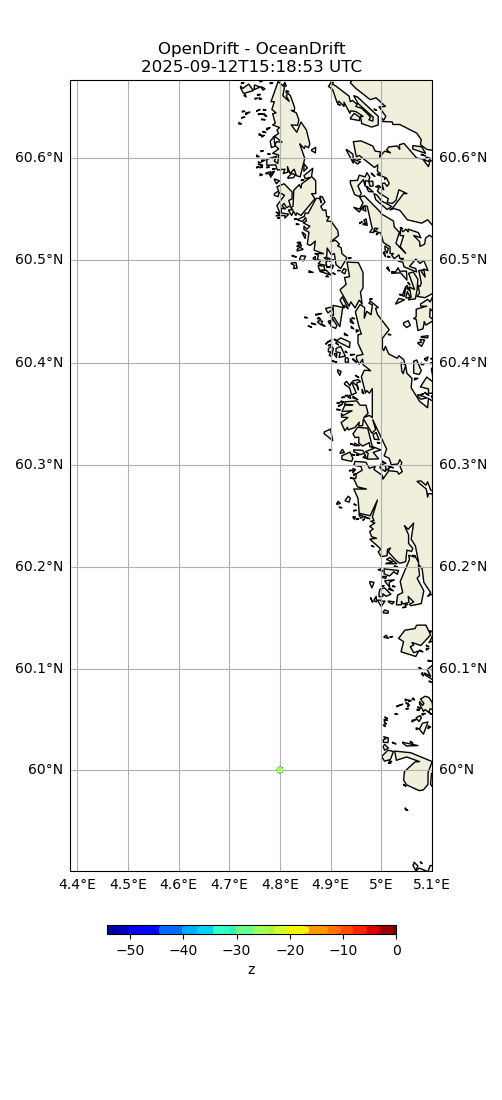 OpenDrift - OceanDrift
2025-09-12T15:18:53 UTC
60.6°N 60.6°N
60.5°N 60.5°N
60.4°N 60.4°N
60.3°N 60.3°N
60.2°N 60.2°N
60.1°N 60.1°N
60°N 60°N
4.4°E 4.5°E 4.6°E 4.7°E 4.8°E 4.9°E 5°E 5.1°E
−50 −40 −30 −20 −10 0
z